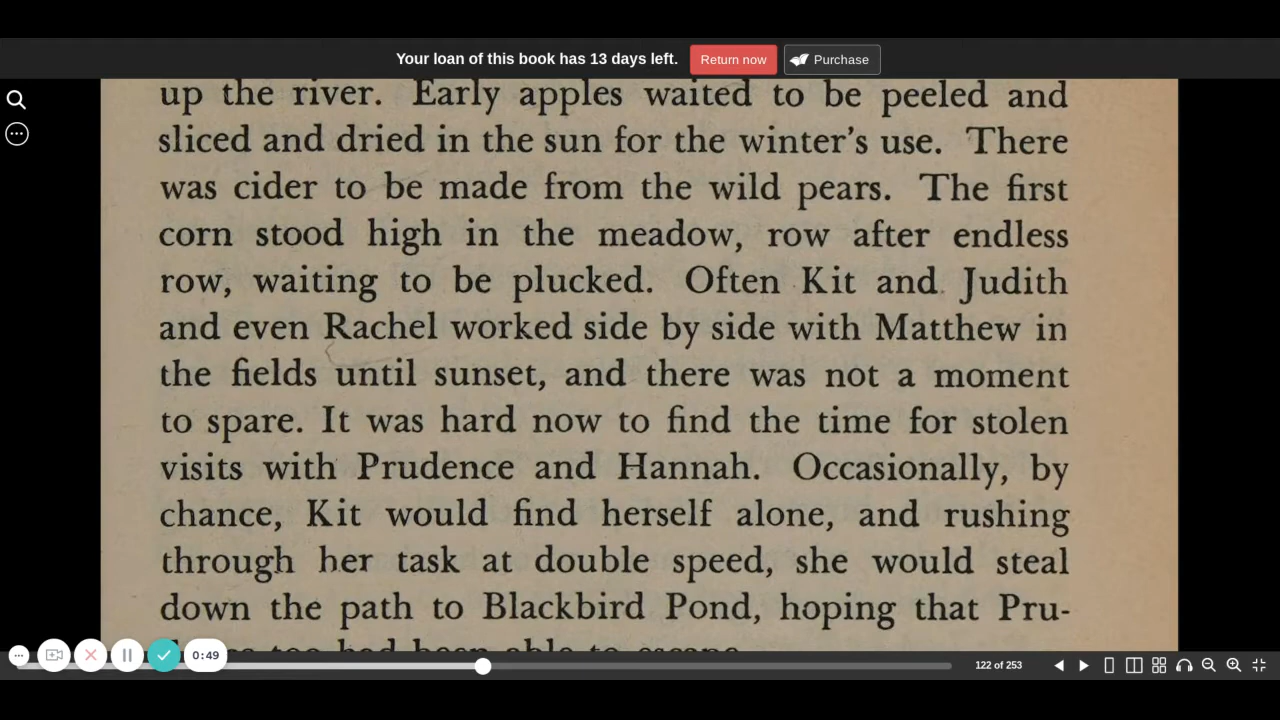 Your loan of this book has 13 days left. Return now Purchase
up the river. Early apples waited to be peeled and
sliced and dried in the sun for the winter's use. There
was cider to be made from the wild pears. The first
corn stood high in the meadow, row after endless
row, waiting to be plucked. Often Kit and Judith
and even Rachel worked side by side with Matthew in
the fields until sunset, and there was not a moment
to spare. It was hard now to find the time for stolen
visits with Prudence and Hannah. Occasionally, by
chance, Kit would find herself alone, and rushing
through her task at double speed, she would steal
down the path to Blackbird Pond, hoping that Pru-
too had been able to escape
0:49
122 of 253